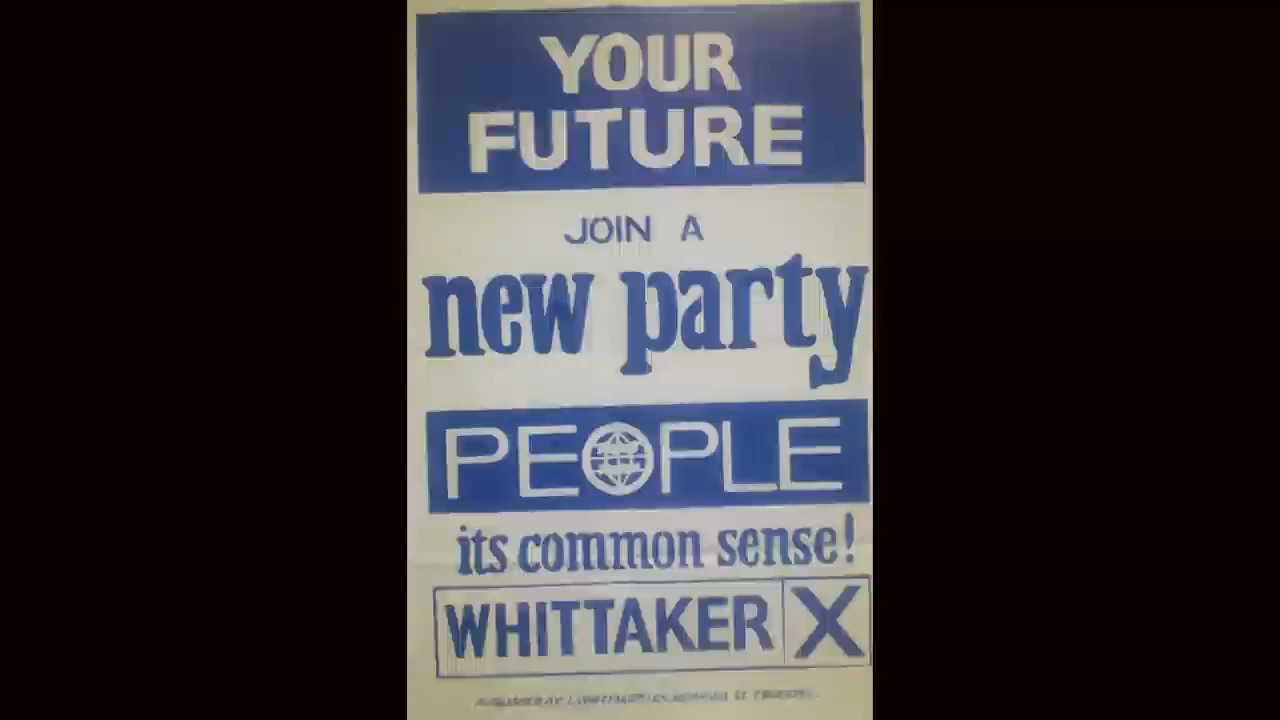 YOUR
FUTURE
JOIN A
new party
PEOPLE
its common sense!
WHITTAKER X